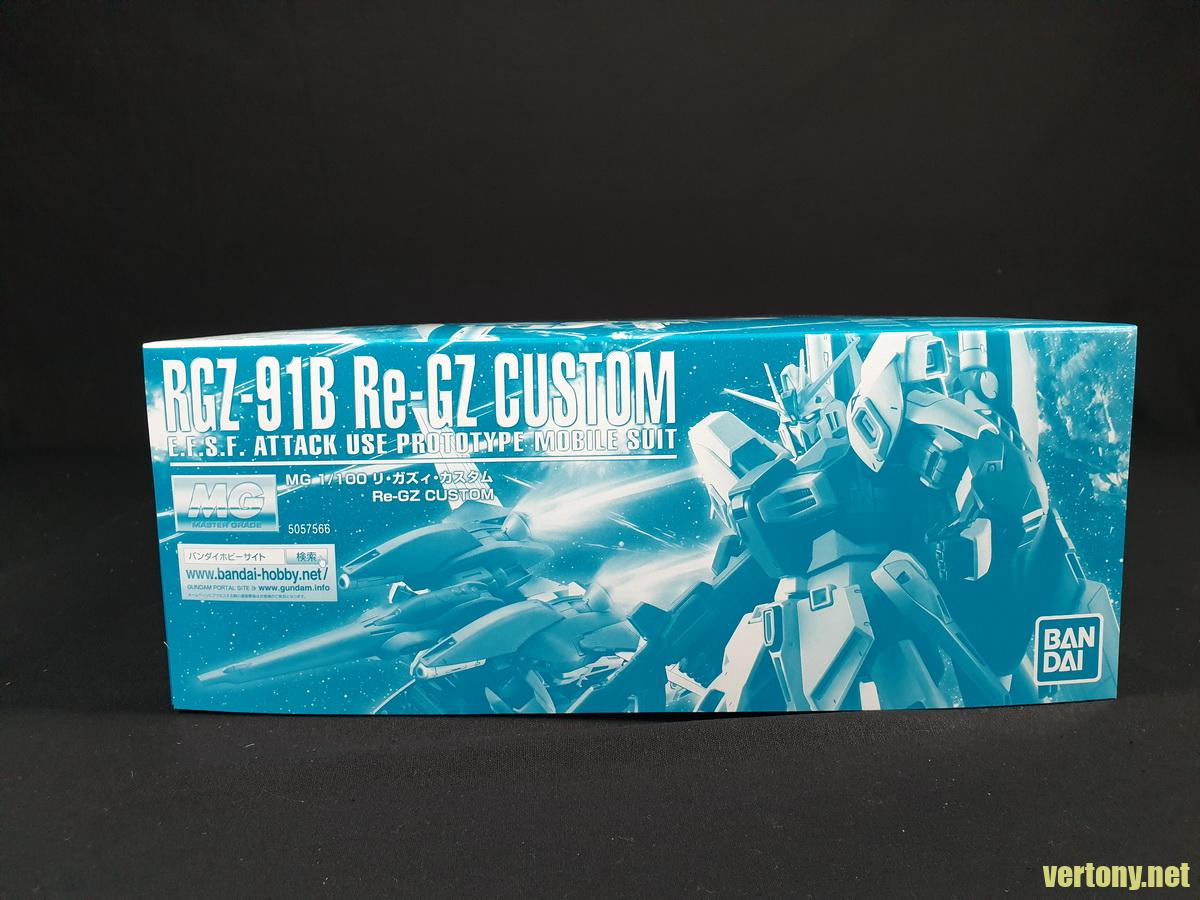 RGZ-91B Re-GZ CUSTOM
E.F.S.F. ATTACK USE PROTOTYPE MOBILE SUIT
MG 1/100 リ・ガズィ・カスタム
Re-GZ CUSTOM
MG
MASTER GRADE
5057566
バンダイホビーサイト 検索
www.bandai-hobby.net/
GUNDAM PORTAL SITE www.gundam.info
BAN
DAI
vertony.net